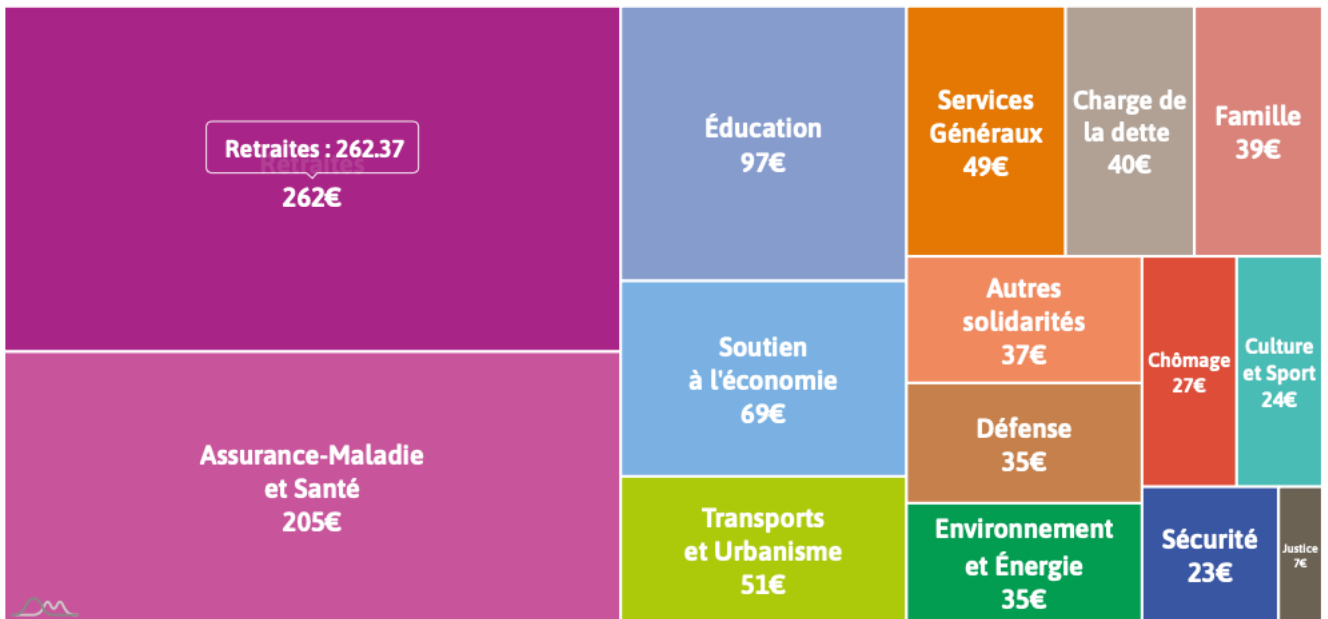 Retraites : 262.37
Retraites
262€
Assurance-Maladie
et Santé
205€
Éducation
97€
Soutien
à l'économie
69€
Transports
et Urbanisme
51€
Services
Généraux
49€
Charge de
la dette
40€
Famille
39€
Autres
solidarités
37€
Défense
35€
Environnement
et Énergie
35€
Chômage
27€
Culture
et Sport
24€
Sécurité
23€
Justice
7€